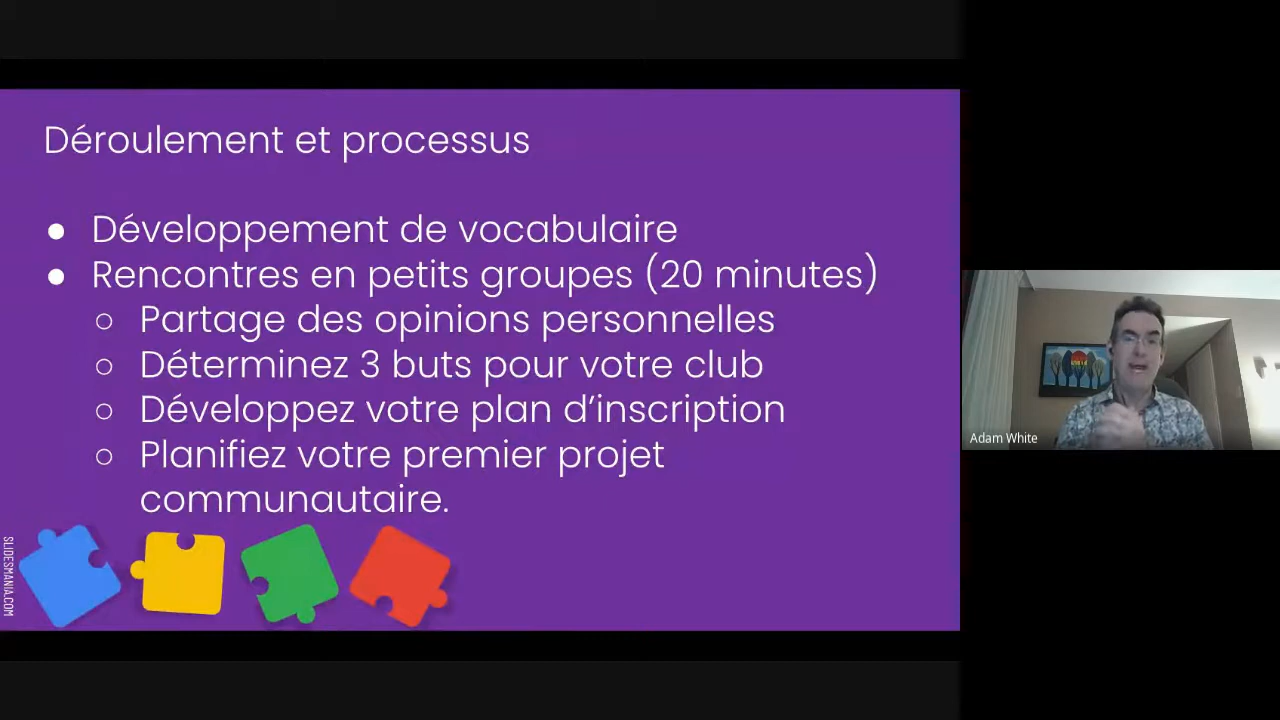 Déroulement et processus
● Développement de vocabulaire
● Rencontres en petits groupes (20 minutes)
○ Partage des opinions personnelles
○ Déterminez 3 buts pour votre club
○ Développez votre plan d’inscription
○ Planifiez votre premier projet
communautaire.
SLIDESMANIA.COM
Adam White